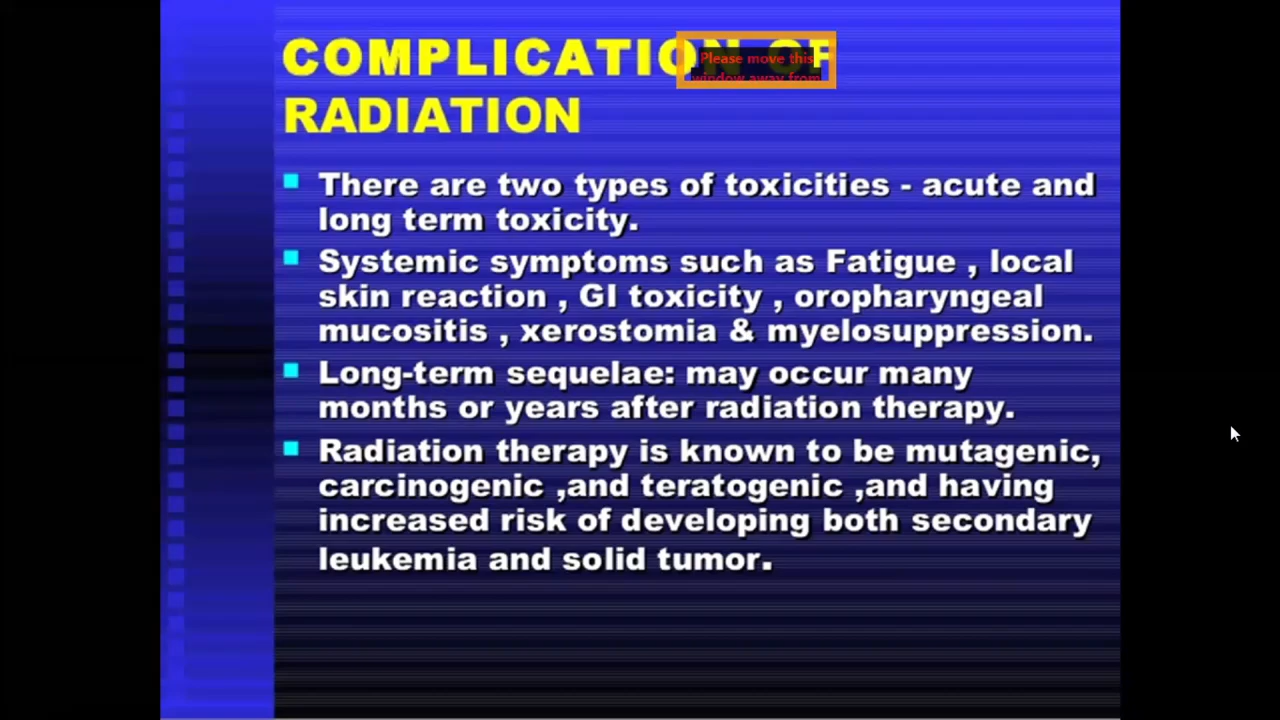 COMPLICATION OF
Please move this
window away from
RADIATION
There are two types of toxicities - acute and
long term toxicity.
Systemic symptoms such as Fatigue , local
skin reaction , GI toxicity , oropharyngeal
mucositis , xerostomia & myelosuppression.
Long-term sequelae: may occur many
months or years after radiation therapy.
Radiation therapy is known to be mutagenic,
carcinogenic ,and teratogenic ,and having
increased risk of developing both secondary
leukemia and solid tumor.